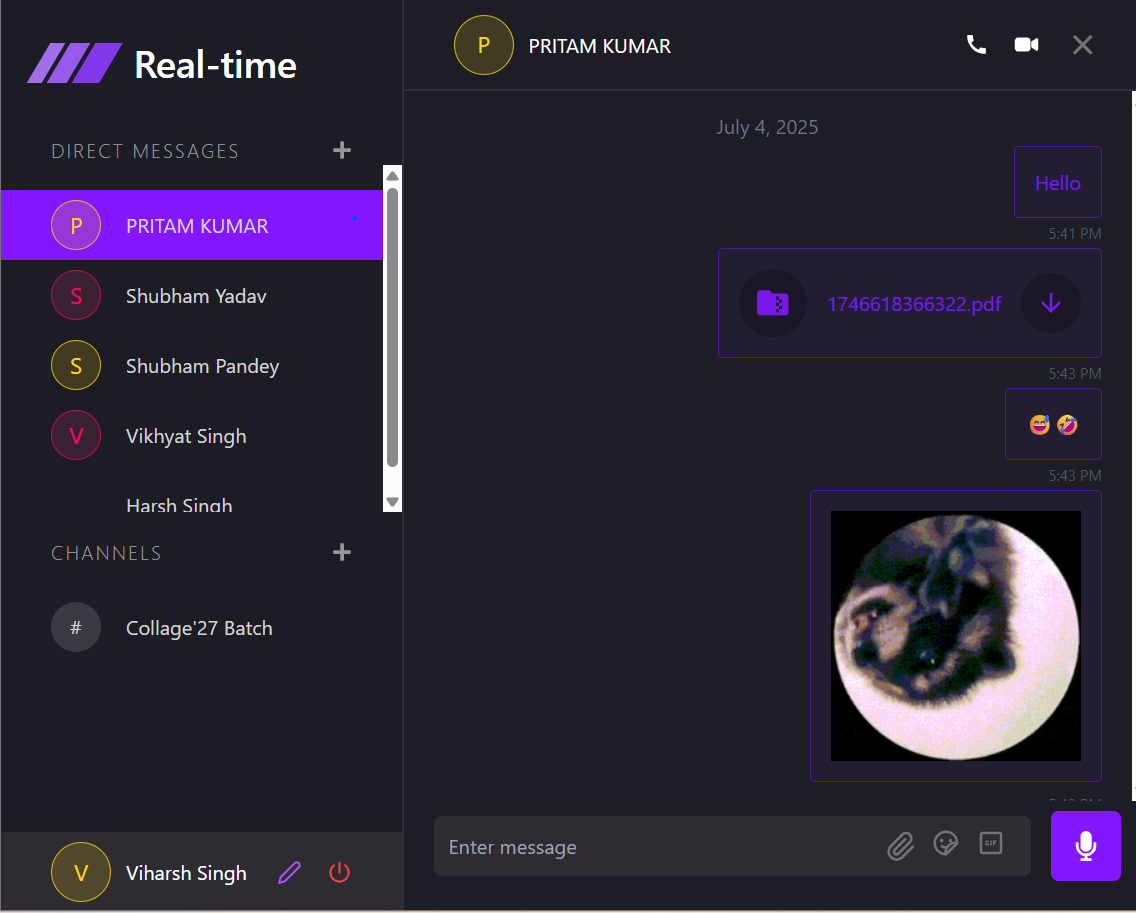 Real-time
DIRECT MESSAGES
PRITAM KUMAR
P
Shubham Yadav
S
Shubham Pandey
S
Vikhyat Singh
V
Harsh Singh
CHANNELS
#
Collage'27 Batch
V
Viharsh Singh
P
PRITAM KUMAR
July 4, 2025
Hello
5:41 PM
1746618366322.pdf
5:43 PM
😅🤣
5:43 PM
Enter message
GIF